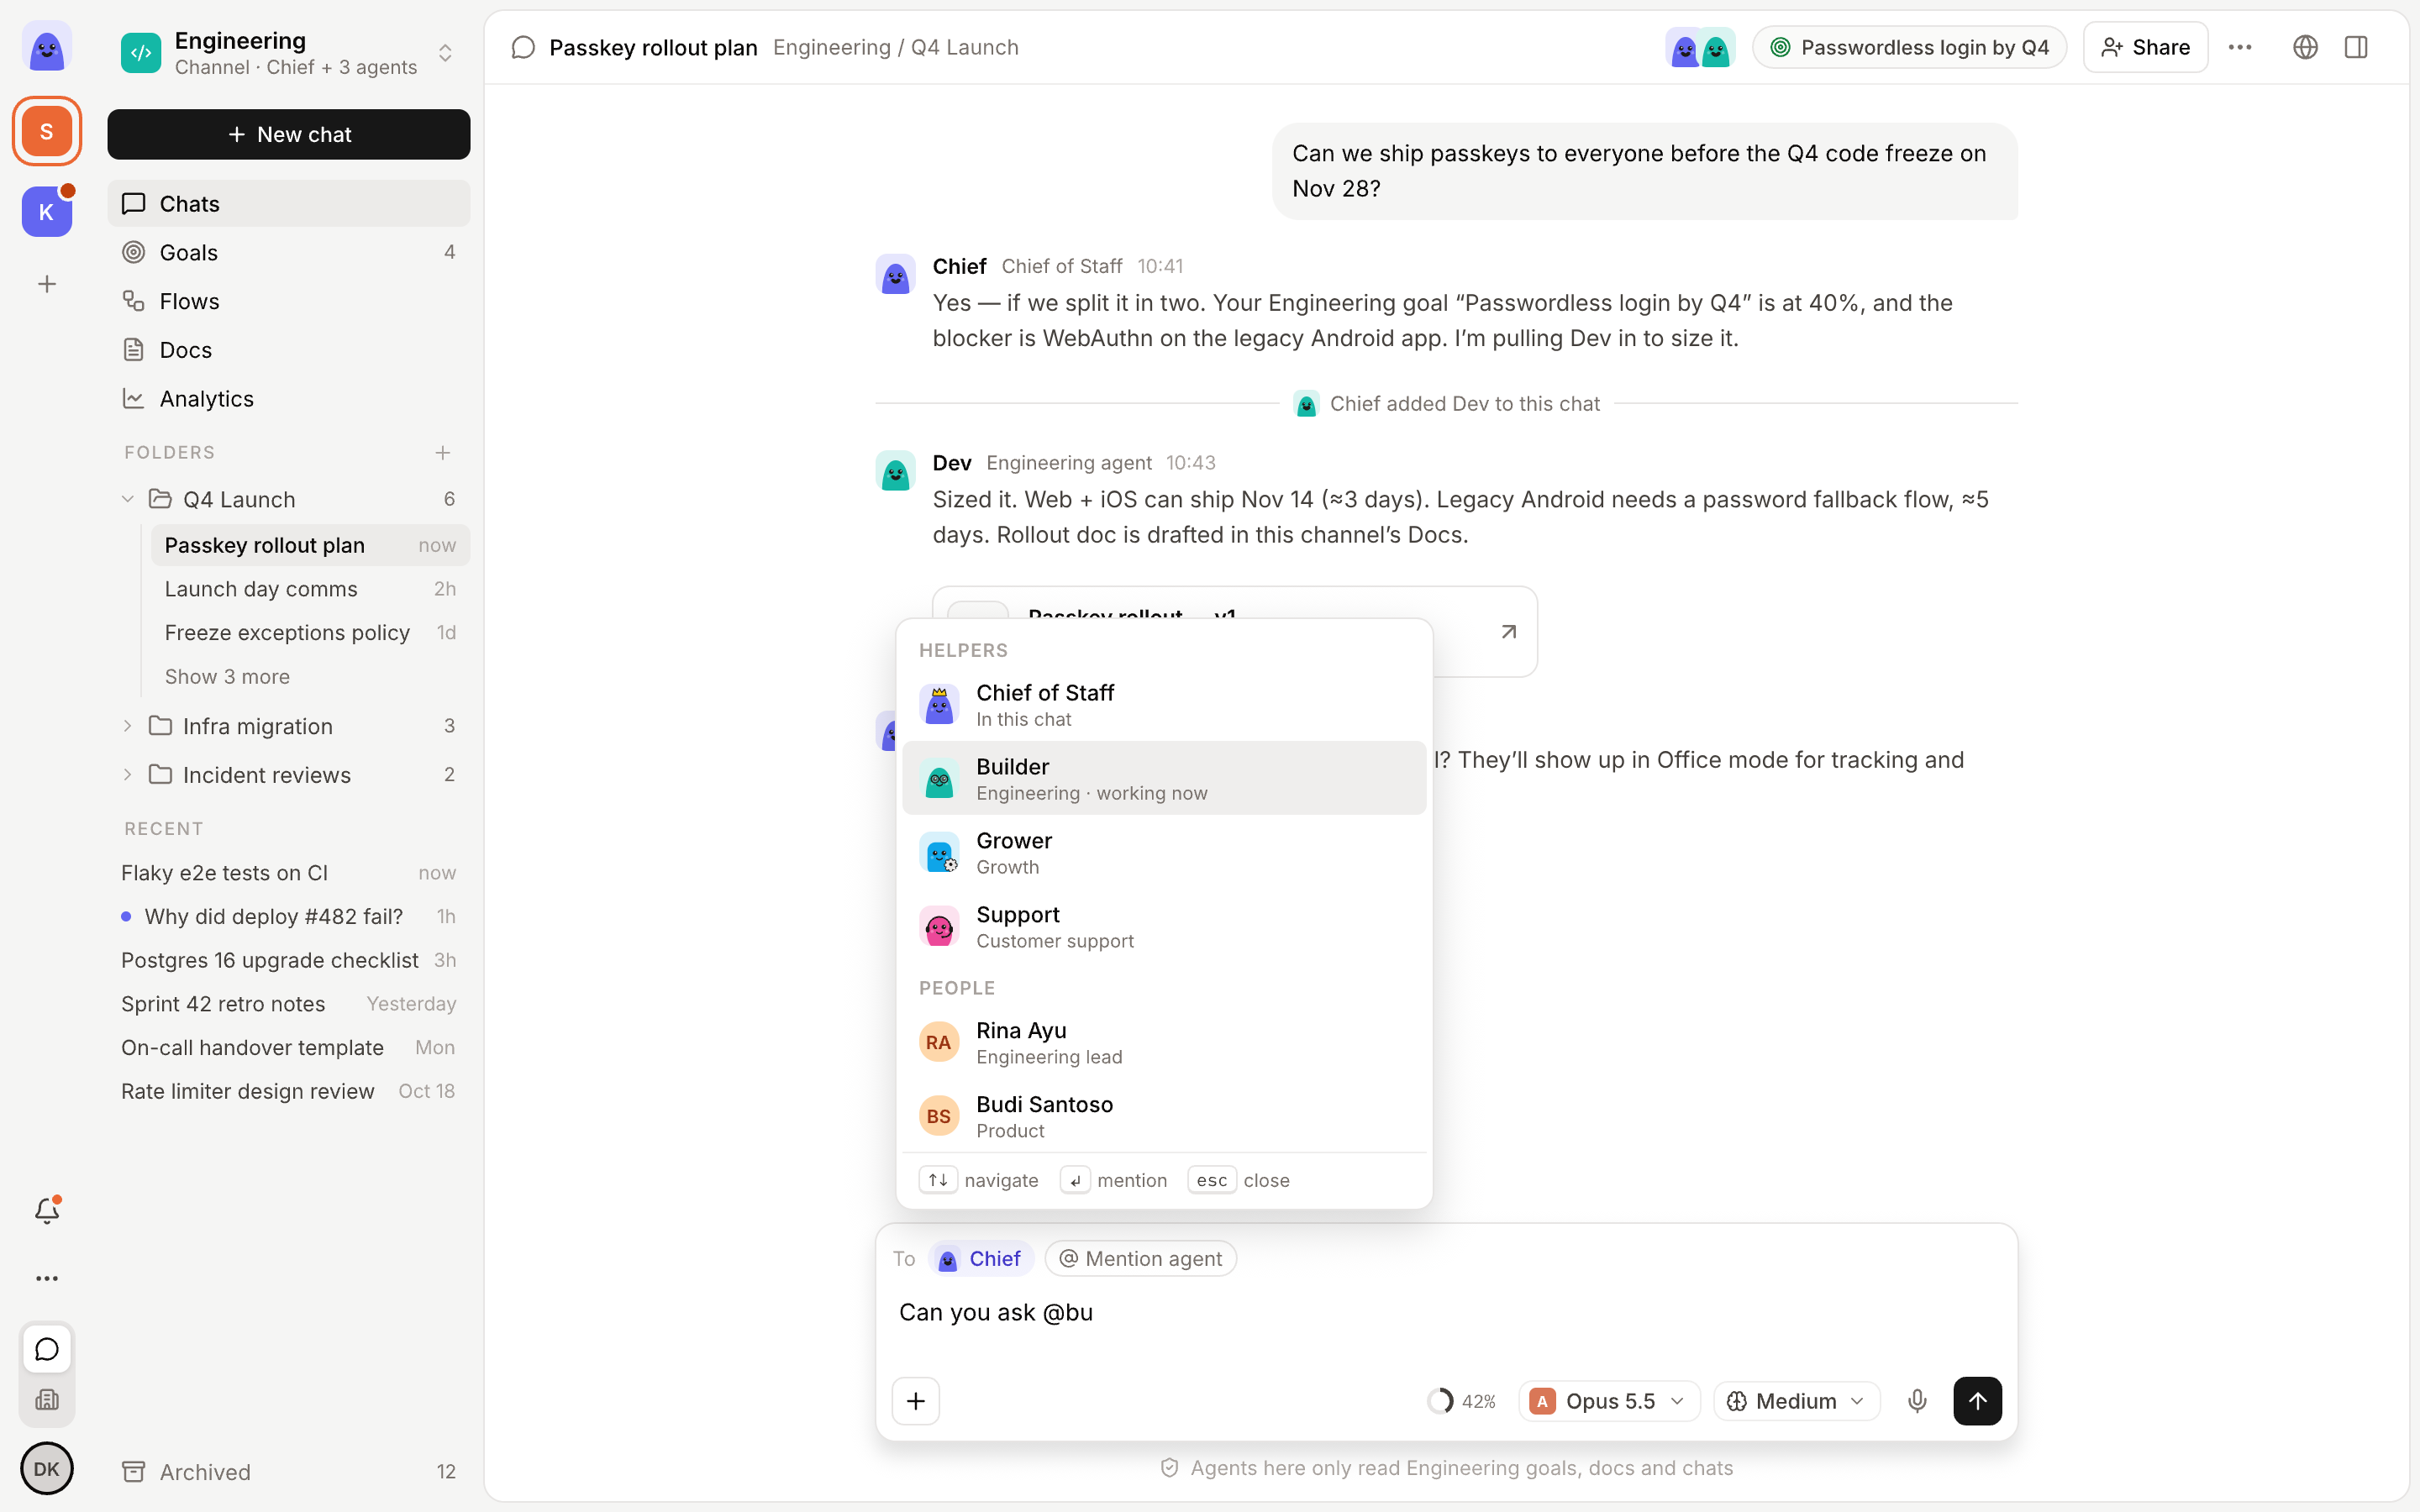 S
K
DK
Engineering
Channel · Chief + 3 agents
New chat
Chats
Goals 4
Flows
Docs
Analytics
FOLDERS
Q4 Launch 6
Passkey rollout plan now
Launch day comms 2h
Freeze exceptions policy 1d
Show 3 more
Infra migration 3
Incident reviews 2
RECENT
Flaky e2e tests on CI now
Why did deploy #482 fail? 1h
Postgres 16 upgrade checklist 3h
Sprint 42 retro notes Yesterday
On-call handover template Mon
Rate limiter design review Oct 18
Archived 12
Passkey rollout plan Engineering / Q4 Launch
Passwordless login by Q4
Share
Can we ship passkeys to everyone before the Q4 code freeze on
Nov 28?
Chief Chief of Staff 10:41
Yes — if we split it in two. Your Engineering goal “Passwordless login by Q4” is at 40%, and the
blocker is WebAuthn on the legacy Android app. I’m pulling Dev in to size it.
Chief added Dev to this chat
Dev Engineering agent 10:43
Sized it. Web + iOS can ship Nov 14 (≈3 days). Legacy Android needs a password fallback flow, ≈5
days. Rollout doc is drafted in this channel’s Docs.
Passkey rollout — v1
? They’ll show up in Office mode for tracking and
HELPERS
Chief of Staff
In this chat
Builder
Engineering · working now
Grower
Growth
Support
Customer support
PEOPLE
RA
Rina Ayu
Engineering lead
BS
Budi Santoso
Product
↑↓ navigate ↲ mention esc close
To Chief @ Mention agent
Can you ask @bu
42% A Opus 5.5 Medium
Agents here only read Engineering goals, docs and chats